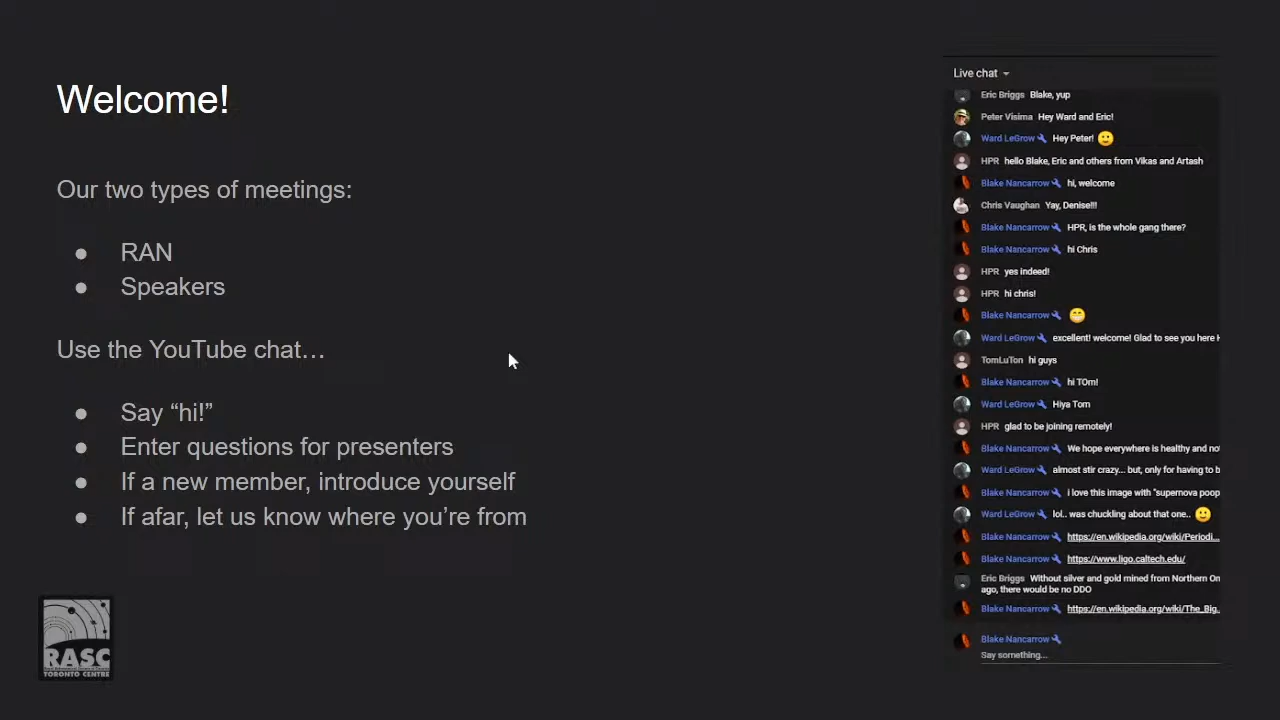 Welcome!
Our two types of meetings:
● RAN
● Speakers
Use the YouTube chat…
● Say “hi!”
● Enter questions for presenters
● If a new member, introduce yourself
● If afar, let us know where you’re from
RASC
TORONTO CENTRE
Live chat
Eric Briggs Blake, yup
Peter Visima Hey Ward and Eric!
Ward LeGrow Hey Peter! 🙂
HPR hello Blake, Eric and others from Vikas and Artash
Blake Nancarrow hi, welcome
Chris Vaughan Yay, Denise!!!
Blake Nancarrow HPR, is the whole gang there?
Blake Nancarrow hi Chris
HPR yes indeed!
HPR hi chris!
Blake Nancarrow 😁
Ward LeGrow excellent! welcome! Glad to see you here
TomLuTon hi guys
Blake Nancarrow hi TOm!
Ward LeGrow Hiya Tom
HPR glad to be joining remotely!
Blake Nancarrow We hope everywhere is healthy and not
Ward LeGrow almost stir crazy... but, only for having to b
Blake Nancarrow i love this image with "supernova poop
Ward LeGrow lol.. was chuckling about that one.. 🙂
Blake Nancarrow https://en.wikipedia.org/wiki/Periodi...
Blake Nancarrow https://www.ligo.caltech.edu/
Eric Briggs Without silver and gold mined from Northern On
ago, there would be no DDO
Blake Nancarrow https://en.wikipedia.org/wiki/The_Big...
Blake Nancarrow
Say something...